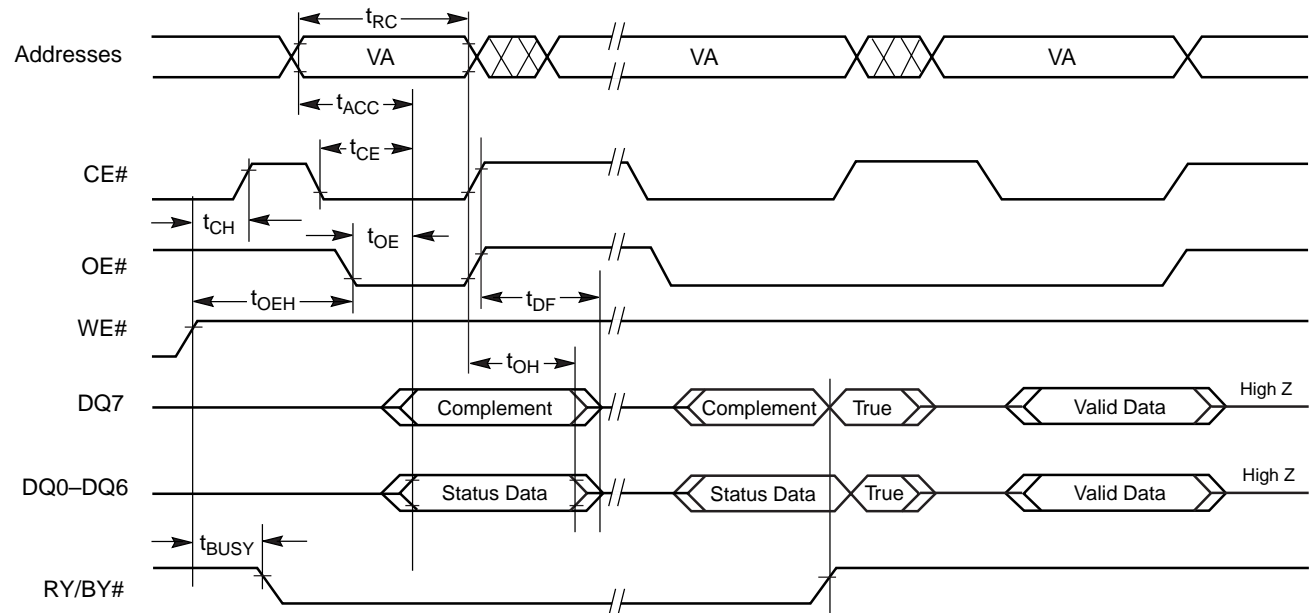 tRC
Addresses VA VA VA
tACC
tCE
CE#
tCH tOE
OE#
tOEH tDF
WE#
tOH
DQ7 Complement Complement True Valid Data High Z
DQ0–DQ6 Status Data Status Data True Valid Data High Z
tBUSY
RY/BY#